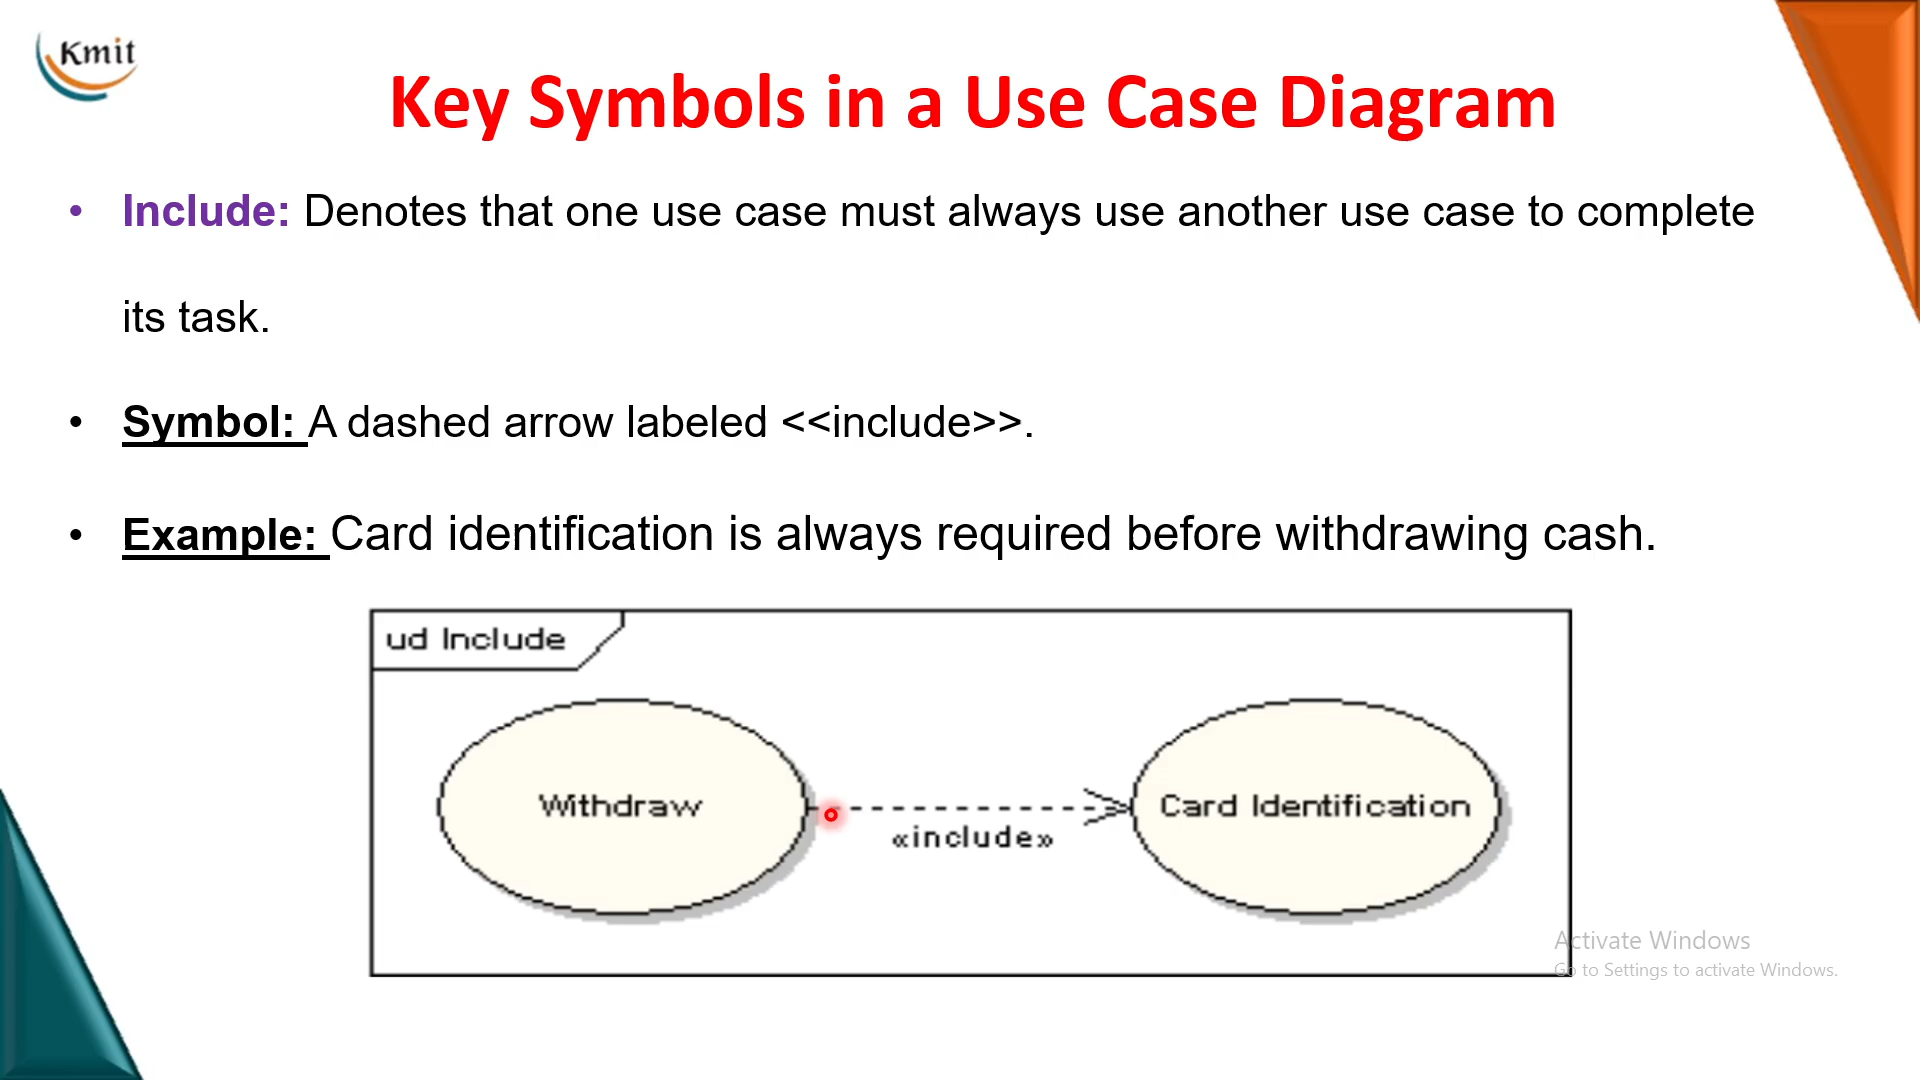 Kmit
Key Symbols in a Use Case Diagram
• Include: Denotes that one use case must always use another use case to complete
its task.
• Symbol: A dashed arrow labeled <<include>>.
• Example: Card identification is always required before withdrawing cash.
ud Include
Withdraw
«include»
Card Identification
Activate Windows
Go to Settings to activate Windows.